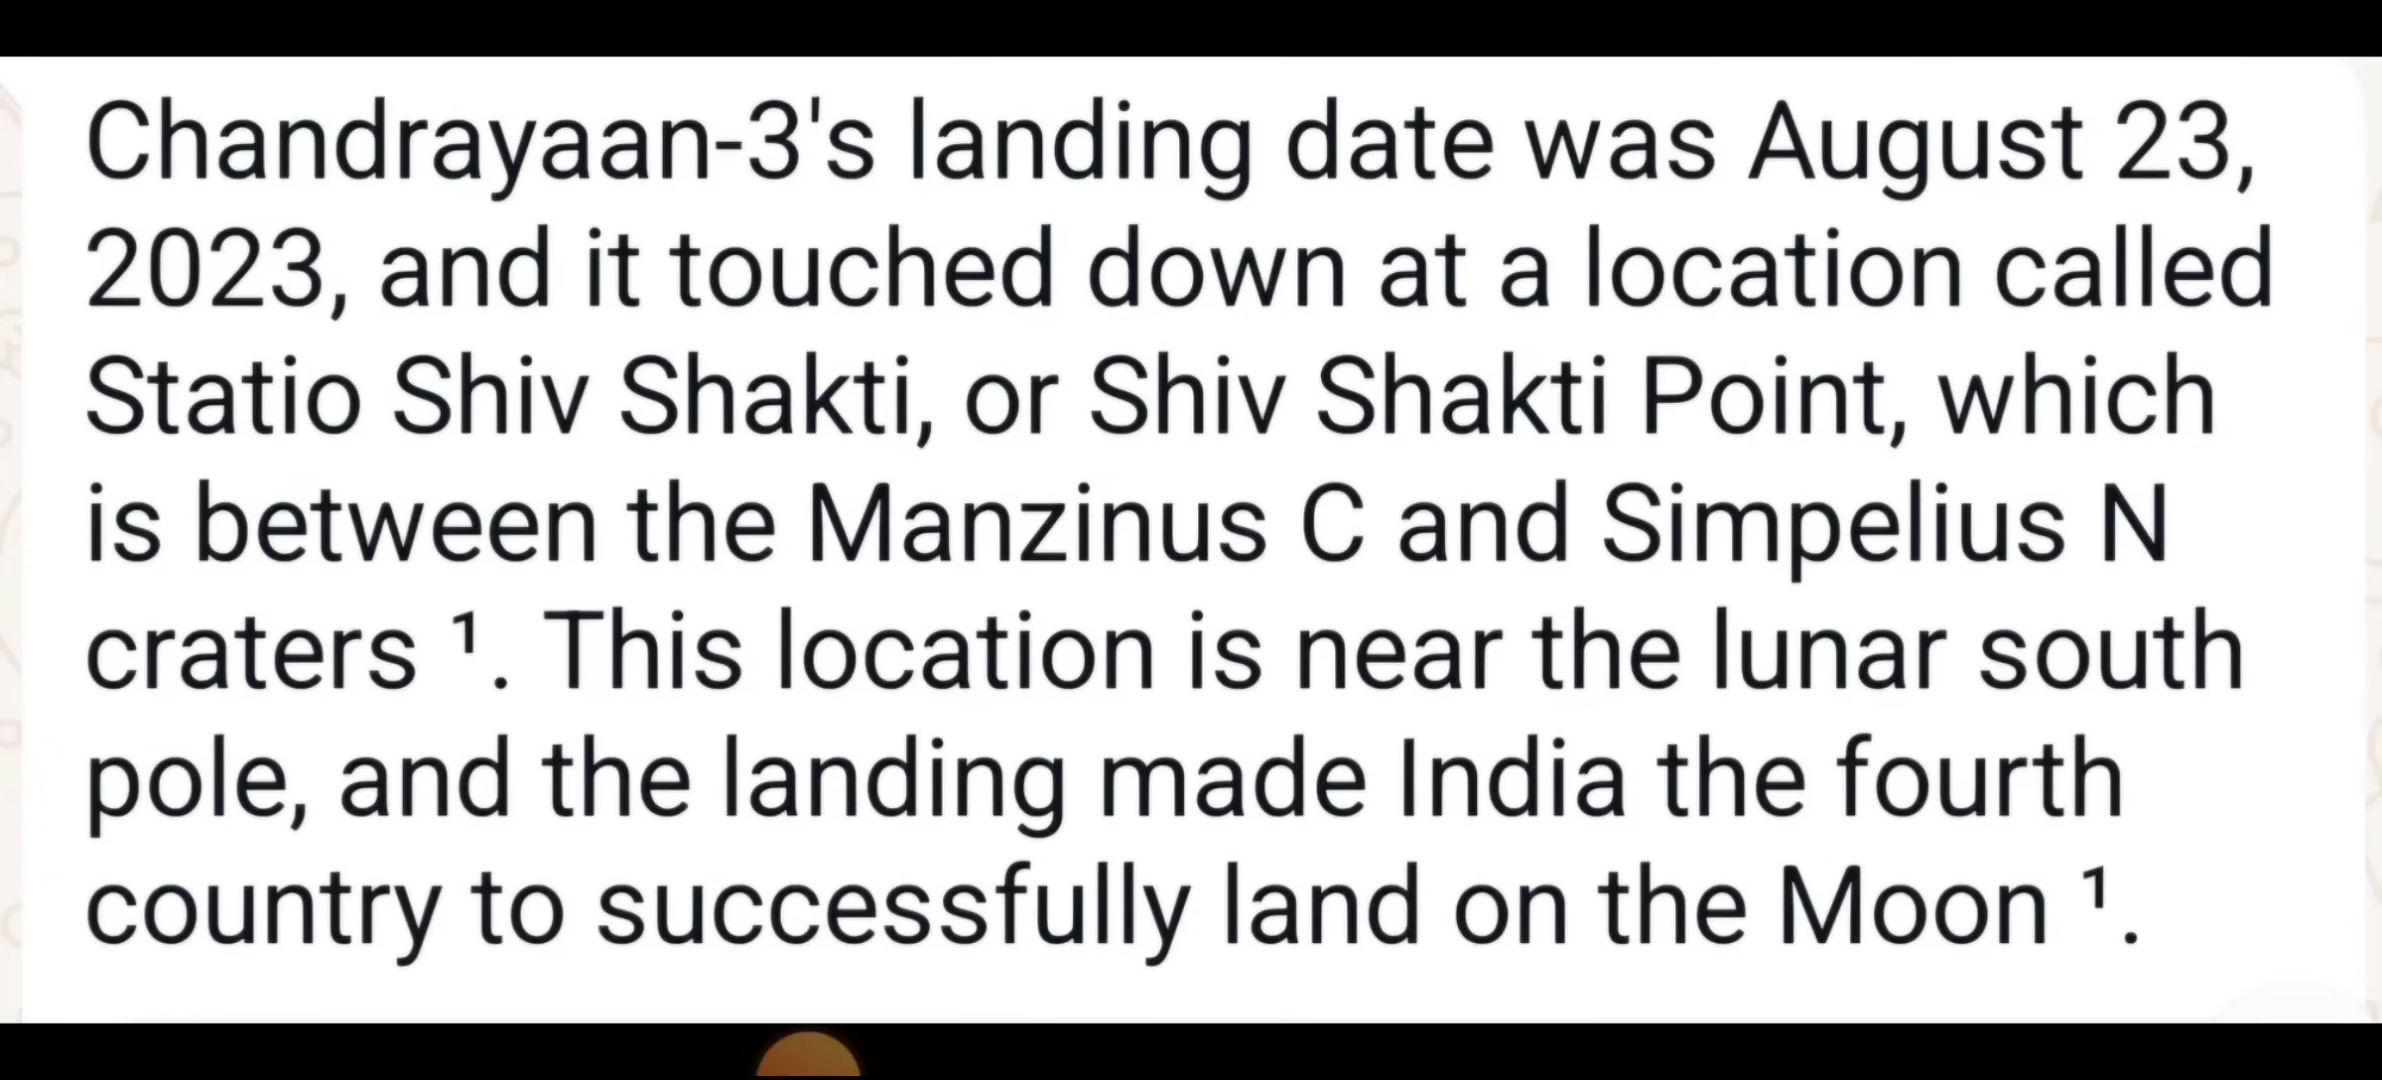 Chandrayaan-3's landing date was August 23,
2023, and it touched down at a location called
Statio Shiv Shakti, or Shiv Shakti Point, which
is between the Manzinus C and Simpelius N
craters ¹. This location is near the lunar south
pole, and the landing made India the fourth
country to successfully land on the Moon ¹.